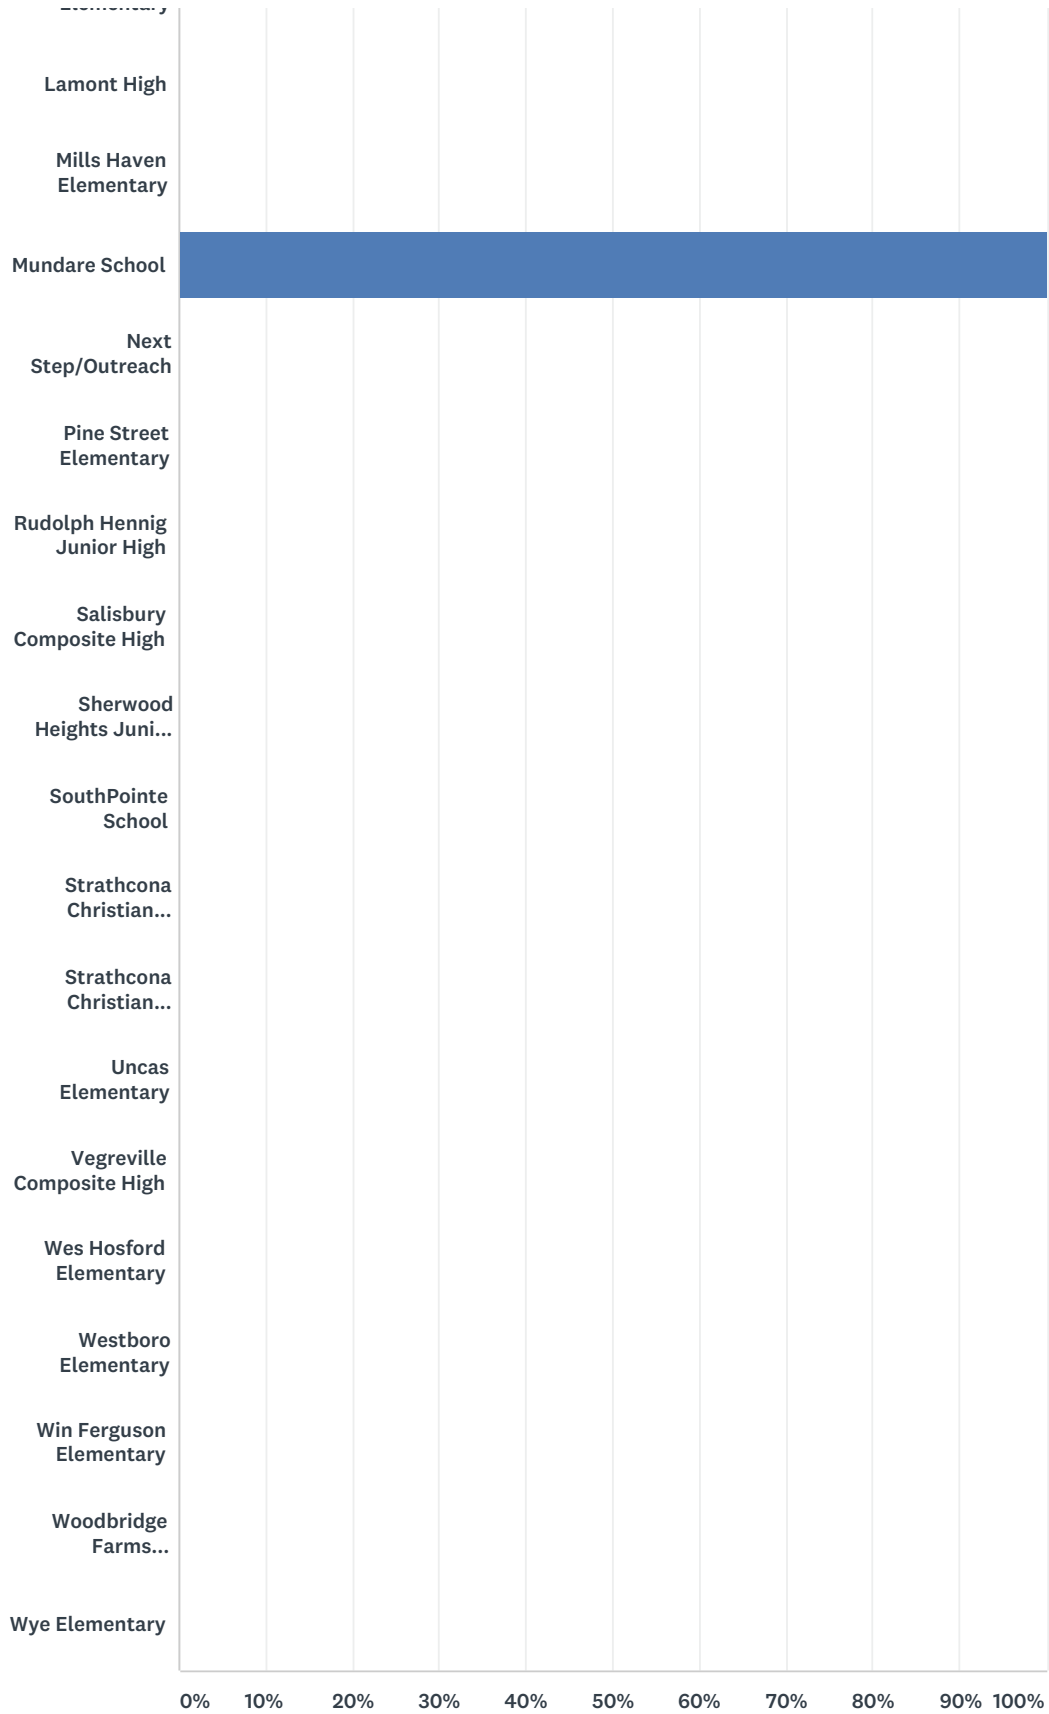 Elementary
Lamont High
Mills Haven
Elementary
Mundare School
Next
Step/Outreach
Pine Street
Elementary
Rudolph Hennig
Junior High
Salisbury
Composite High
Sherwood
Heights Juni...
SouthPointe
School
Strathcona
Christian...
Strathcona
Christian...
Uncas
Elementary
Vegreville
Composite High
Wes Hosford
Elementary
Westboro
Elementary
Win Ferguson
Elementary
Woodbridge
Farms...
Wye Elementary
0% 10% 20% 30% 40% 50% 60% 70% 80% 90% 100%